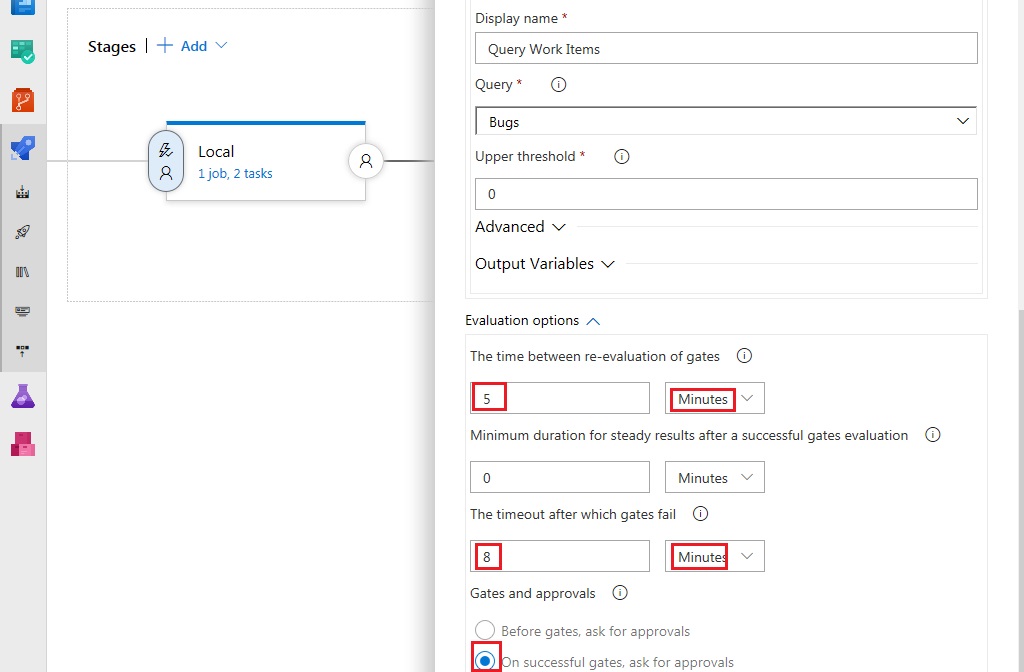 Stages | + Add
Local
1 job, 2 tasks
Display name *
Query Work Items
Query *
Bugs
Upper threshold *
0
Advanced
Output Variables
Evaluation options
The time between re-evaluation of gates
5 Minutes
Minimum duration for steady results after a successful gates evaluation
0 Minutes
The timeout after which gates fail
8 Minutes
Gates and approvals
Before gates, ask for approvals
On successful gates, ask for approvals